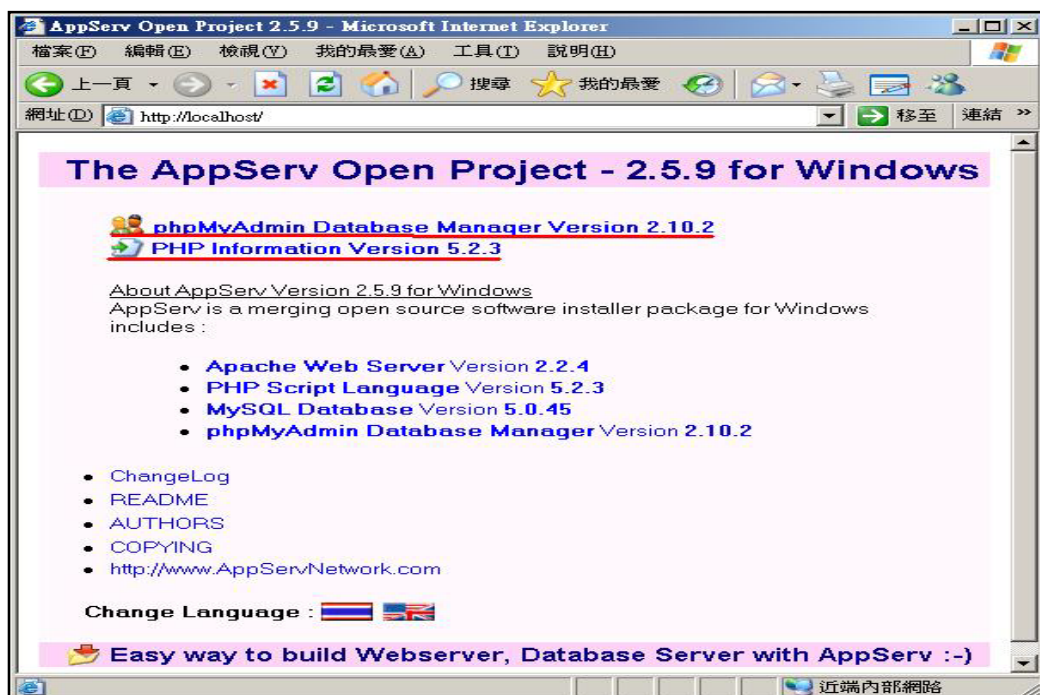 AppServ Open Project 2.5.9 - Microsoft Internet Explorer
檔案(F) 編輯(E) 檢視(V) 我的最愛(A) 工具(T) 說明(H)
上一頁 搜尋 我的最愛
網址(D) http://localhost/ 移至 連結 »
The AppServ Open Project - 2.5.9 for Windows
phpMyAdmin Database Manager Version 2.10.2
PHP Information Version 5.2.3
About AppServ Version 2.5.9 for Windows
AppServ is a merging open source software installer package for Windows
includes :
• Apache Web Server Version 2.2.4
• PHP Script Language Version 5.2.3
• MySQL Database Version 5.0.45
• phpMyAdmin Database Manager Version 2.10.2
• ChangeLog
• README
• AUTHORS
• COPYING
• http://www.AppServNetwork.com
Change Language :
Easy way to build Webserver, Database Server with AppServ :-)
近端內部網路